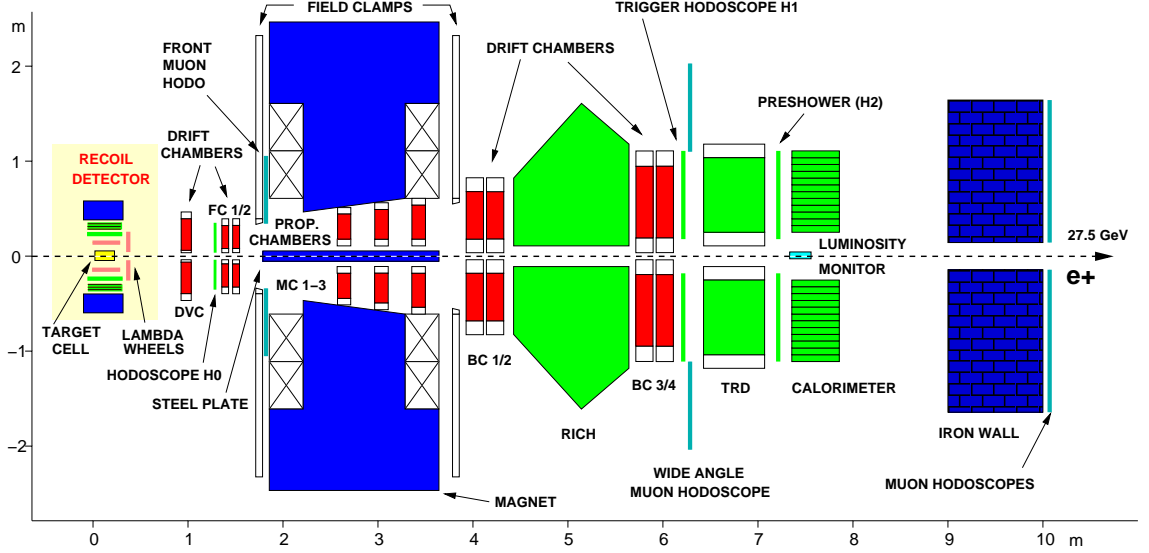 FIELD CLAMPS
TRIGGER HODOSCOPE H1
m
FRONT
MUON
HODO
DRIFT CHAMBERS
2
PRESHOWER (H2)
DRIFT
CHAMBERS
1
RECOIL
DETECTOR
FC 1/2
PROP.
CHAMBERS
27.5 GeV
LUMINOSITY
0
MONITOR
e+
MC 1–3
DVC
TARGET
CELL
LAMBDA
WHEELS
HODOSCOPE H0
STEEL PLATE
–1
BC 1/2
BC 3/4
TRD
CALORIMETER
RICH
IRON WALL
–2
WIDE ANGLE
MUON HODOSCOPE
MUON HODOSCOPES
MAGNET
0
1
2
3
4
5
6
7
8
9
10
m